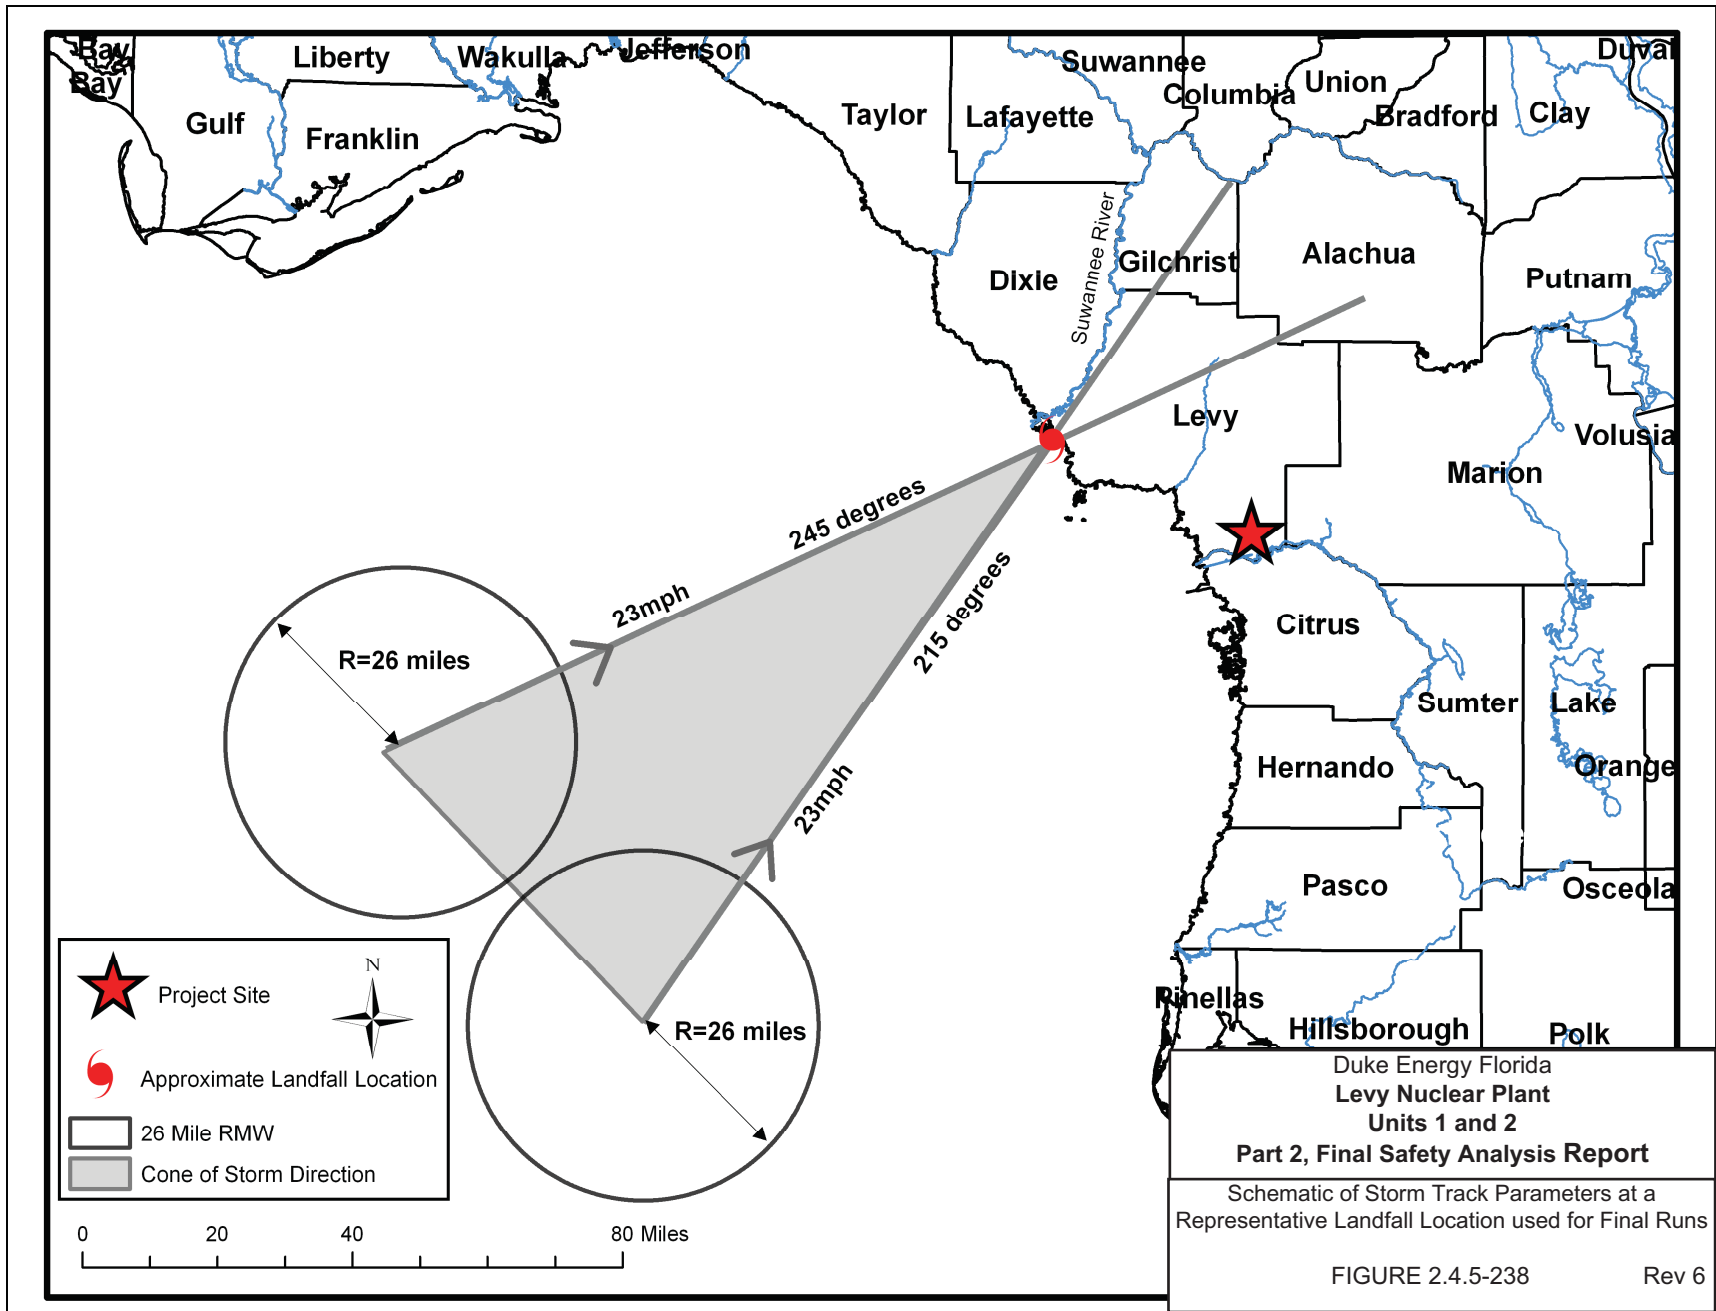 Bay
Bay
Liberty
Wakulla
Jefferson
Gulf
Franklin
Taylor
Lafayette
Suwannee
Columbia
Union
Bradford
Clay
Duval
Dixie
Suwannee River
Gilchrist
Alachua
Putnam
Levy
Marion
Volusia
245 degrees
23mph
215 degrees
23mph
R=26 miles
R=26 miles
Citrus
Sumter
Lake
Orange
Hernando
Pasco
Osceola
Pinellas
Hillsborough
Polk
N
Project Site
Approximate Landfall Location
26 Mile RMW
Cone of Storm Direction
0 20 40 80 Miles
Duke Energy Florida
Levy Nuclear Plant
Units 1 and 2
Part 2, Final Safety Analysis Report
Schematic of Storm Track Parameters at a
Representative Landfall Location used for Final Runs
FIGURE 2.4.5-238 Rev 6